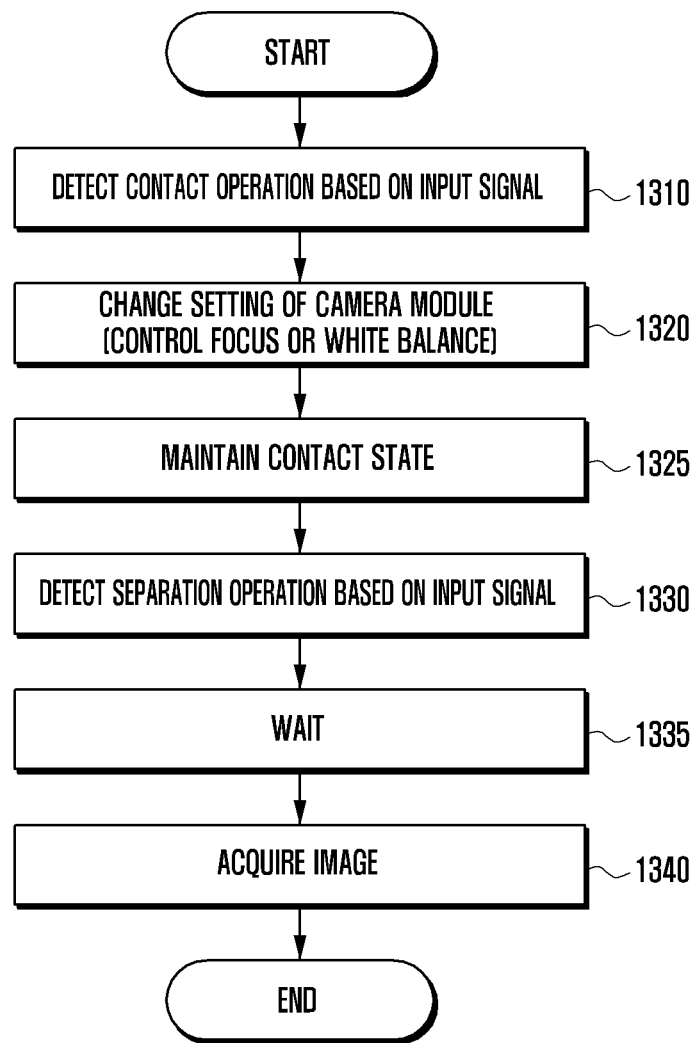 START
DETECT CONTACT OPERATION BASED ON INPUT SIGNAL
1310
CHANGE SETTING OF CAMERA MODULE
(CONTROL FOCUS OR WHITE BALANCE)
1320
MAINTAIN CONTACT STATE
1325
DETECT SEPARATION OPERATION BASED ON INPUT SIGNAL
1330
WAIT
1335
ACQUIRE IMAGE
1340
END